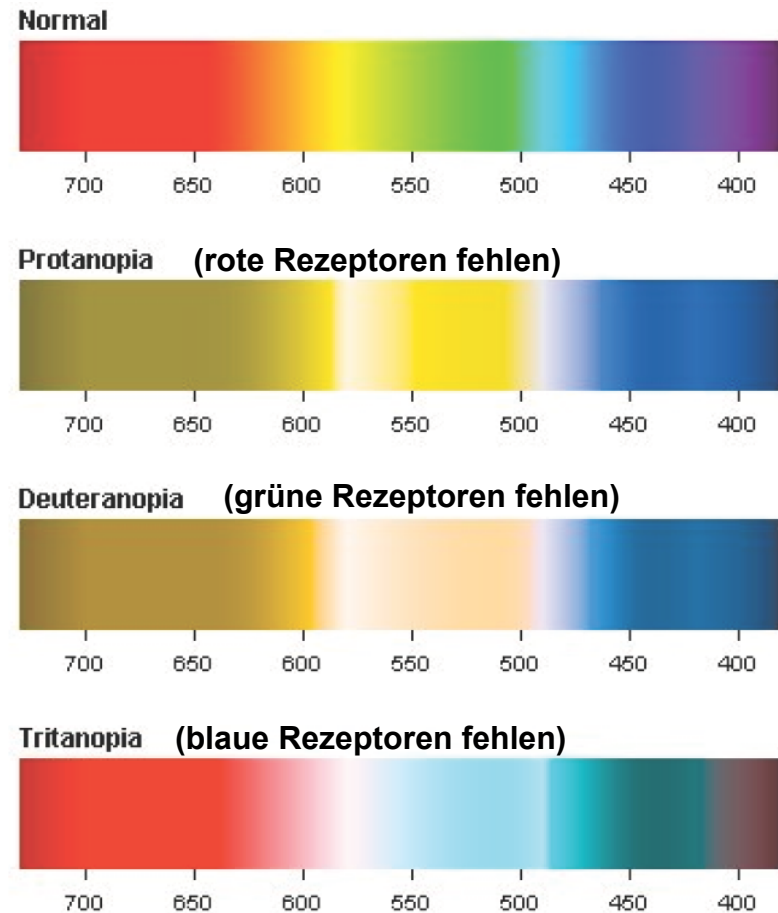 Normal
700 650 600 550 500 450 400
Protanopia (rote Rezeptoren fehlen)
700 650 600 550 500 450 400
Deuteranopia (grüne Rezeptoren fehlen)
700 650 600 550 500 450 400
Tritanopia (blaue Rezeptoren fehlen)
700 650 600 550 500 450 400